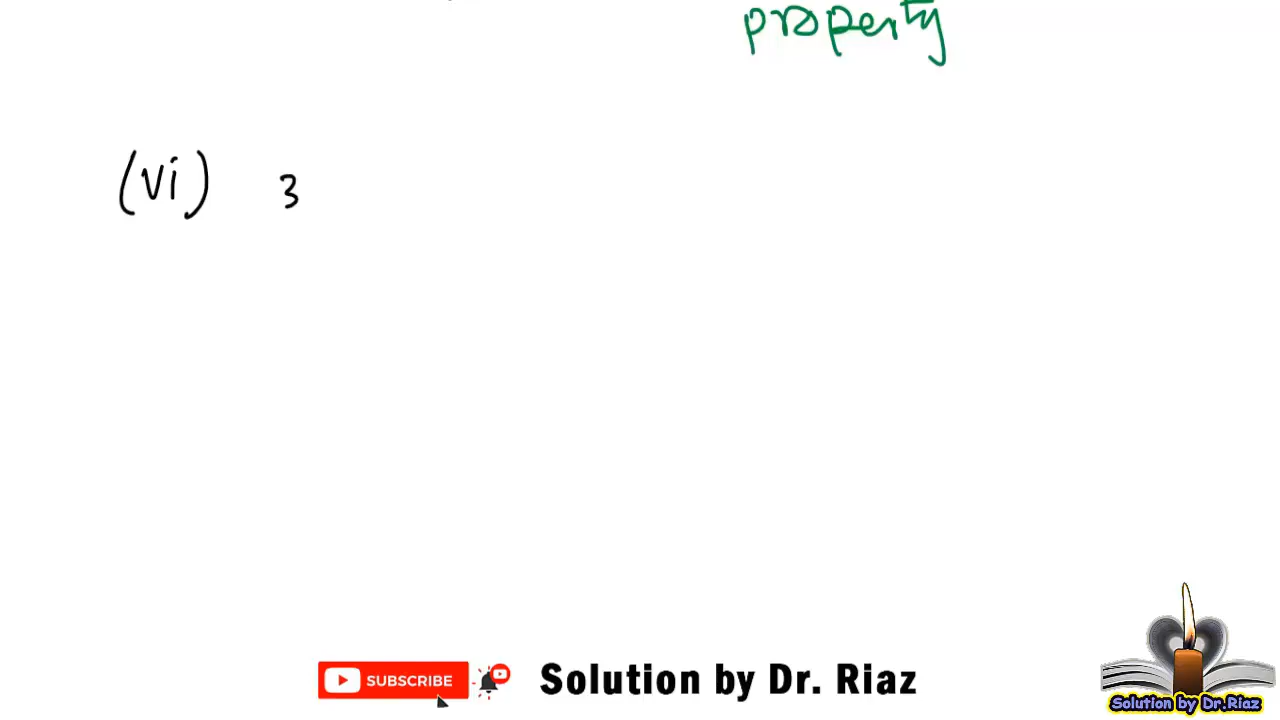 property
(vi) 3
SUBSCRIBE
Solution by Dr. Riaz
Solution by Dr.Riaz